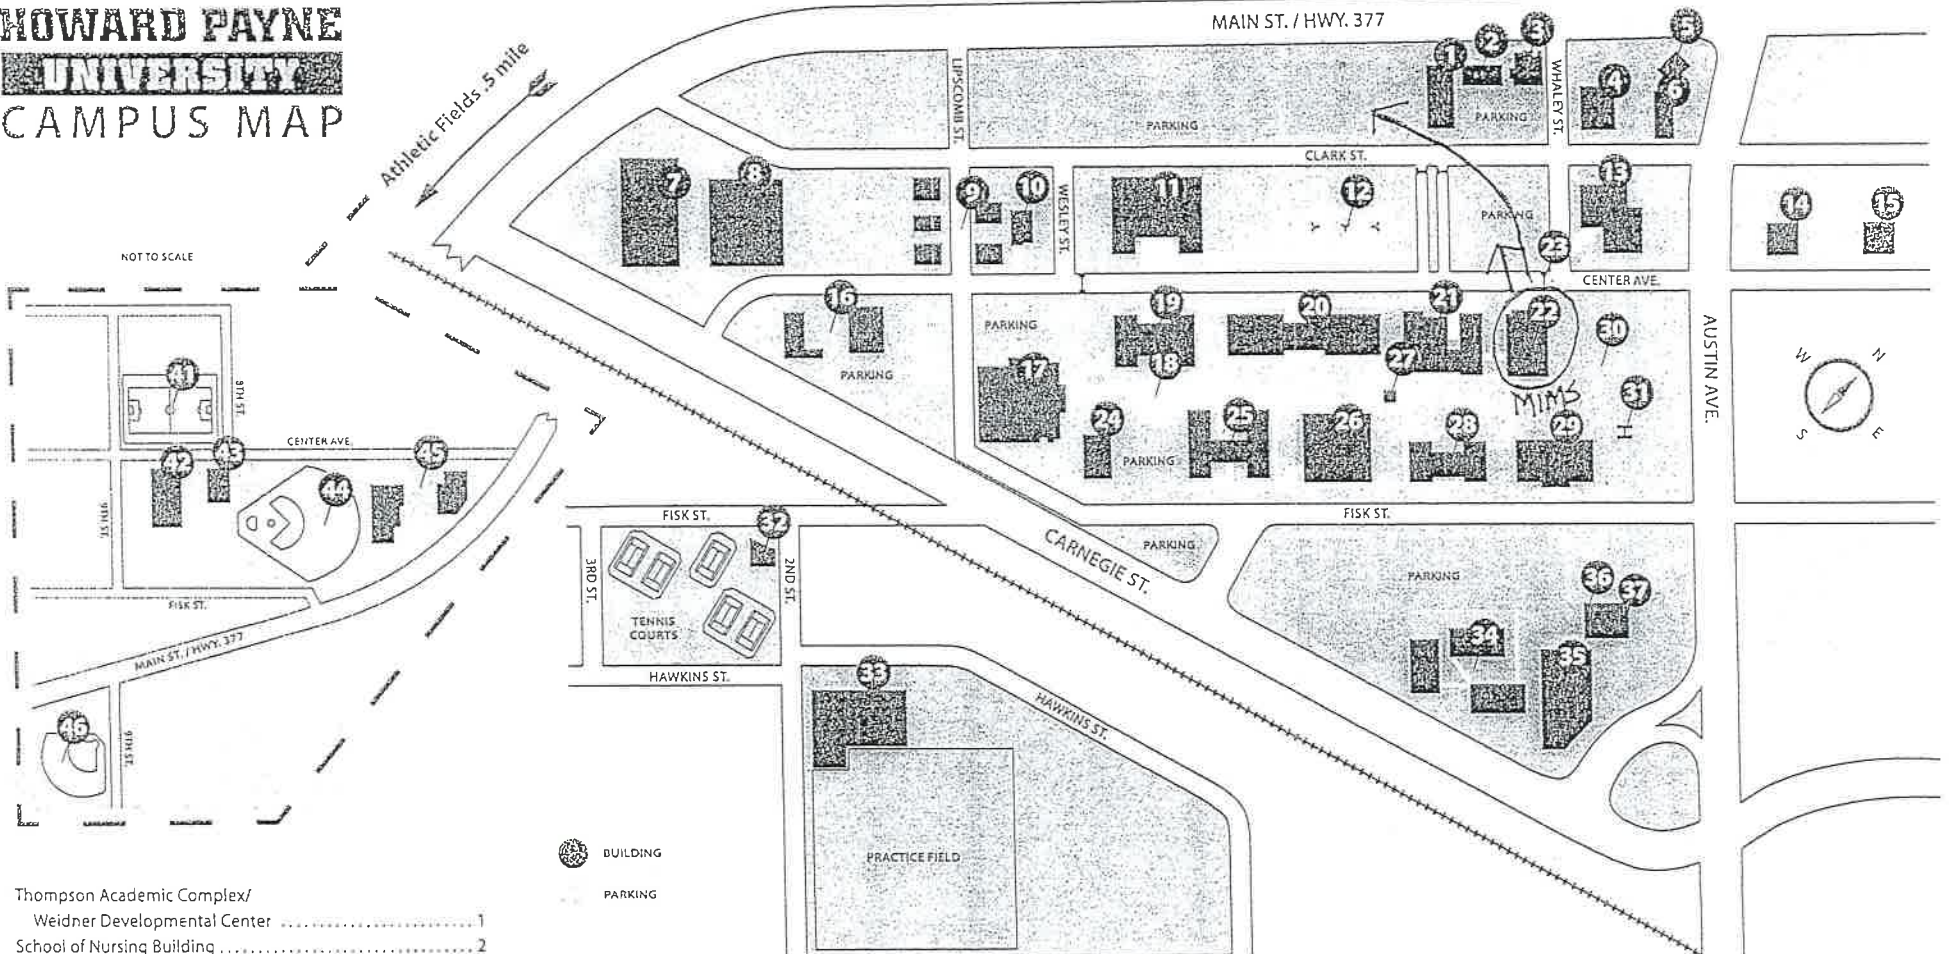 HOWARD PAYNE
UNIVERSITY
CAMPUS MAP
MAIN ST. / HWY. 377
Athletic Fields .5 mile
LIPSCOMB ST.
WHALEY ST.
1
2
3
4
5
6
PARKING
PARKING
CLARK ST.
7
8
9
10
WESLEY ST.
11
12
PARKING
13
14
15
23
CENTER AVE.
NOT TO SCALE
16
PARKING
PARKING
17
18
19
20
21
22
27
30
31
MIMS
AUSTIN AVE.
W
N
S
E
24
PARKING
25
26
28
29
41
9TH ST.
CENTER AVE.
42
43
44
45
9TH ST.
FISK ST.
MAIN ST. / HWY. 377
46
9TH ST.
FISK ST.
32
3RD ST.
2ND ST.
TENNIS
COURTS
HAWKINS ST.
CARNEGIE ST.
PARKING
FISK ST.
PARKING
36
37
34
35
33
HAWKINS ST.
PRACTICE FIELD
BUILDING
PARKING
Thompson Academic Complex/
Weidner Developmental Center 1
School of Nursing Building 2